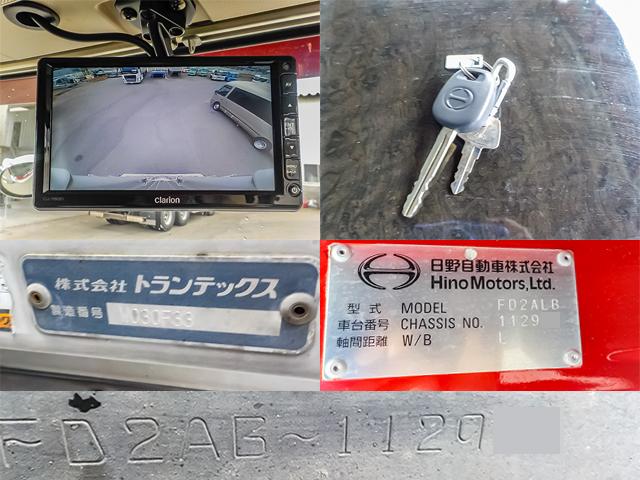 Clarion
株式会社 トランテックス
製造番号 M030F33
日野自動車株式会社
Hino Motors, Ltd.
型式 MODEL FD2ALB
車台番号 CHASSIS NO. 1129
軸間距離 W/B L
FD2AB-1129